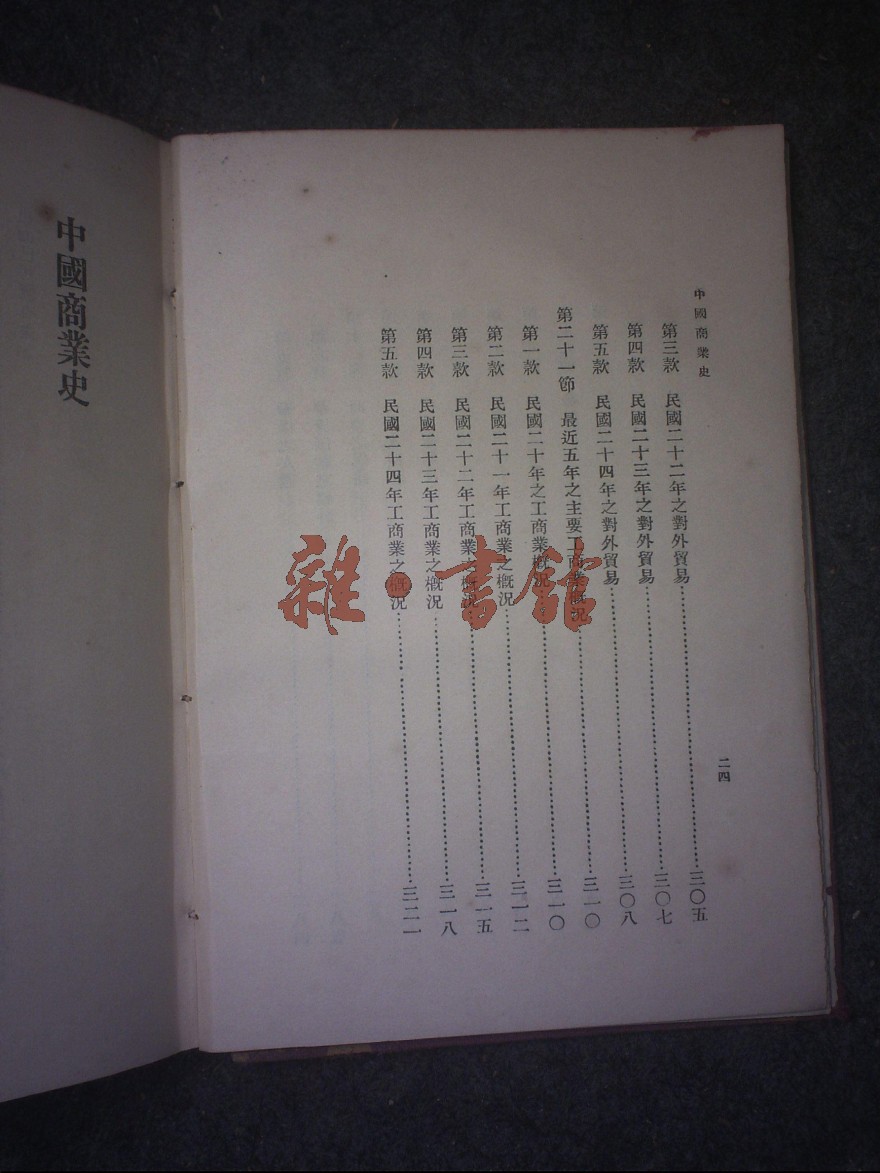 中國商業史
二四
第三款　民國二十二年之對外貿易……三〇五
第四款　民國二十三年之對外貿易……三〇七
第五款　民國二十四年之對外貿易……三〇八
第二十一節　最近五年之主要工商業概況……三一〇
第一款　民國二十年之工商業概況……三一〇
第二款　民國二十一年工商業之概況……三一二
第三款　民國二十二年工商業之概況……三一五
第四款　民國二十三年工商業之概況……三一八
第五款　民國二十四年工商業之概況……三二一
中國商業史
雜·書館